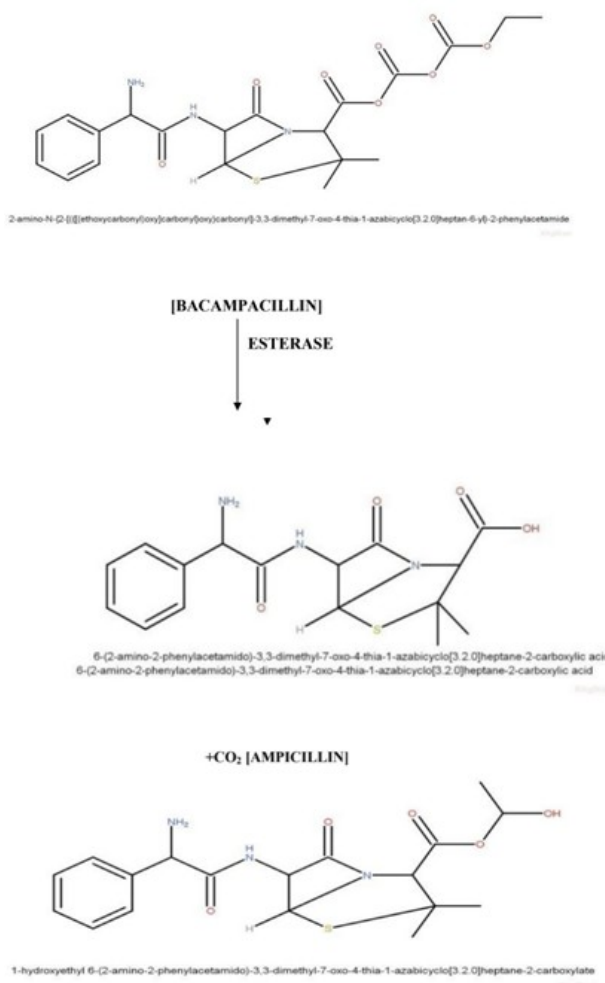 NH₂
H
N
O
O
N
O
O
O
O
O
O
H
S
2-amino-N-{2-[({[(ethoxycarbonyl)oxy]carbonyl}oxy)carbonyl]-3,3-dimethyl-7-oxo-4-thia-1-azabicyclo[3.2.0]heptan-6-yl}-2-phenylacetamide
[BACAMPACILLIN]
ESTERASE
NH₂
H
N
O
O
N
O
OH
H
S
6-(2-amino-2-phenylacetamido)-3,3-dimethyl-7-oxo-4-thia-1-azabicyclo[3.2.0]heptane-2-carboxylic aci
6-(2-amino-2-phenylacetamido)-3,3-dimethyl-7-oxo-4-thia-1-azabicyclo[3.2.0]heptane-2-carboxylic acid
+CO₂ [AMPICILLIN]
NH₂
H
N
O
O
N
O
O
OH
H
S
1-hydroxyethyl 6-(2-amino-2-phenylacetamido)-3,3-dimethyl-7-oxo-4-thia-1-azabicyclo[3.2.0]heptane-2-carboxylate